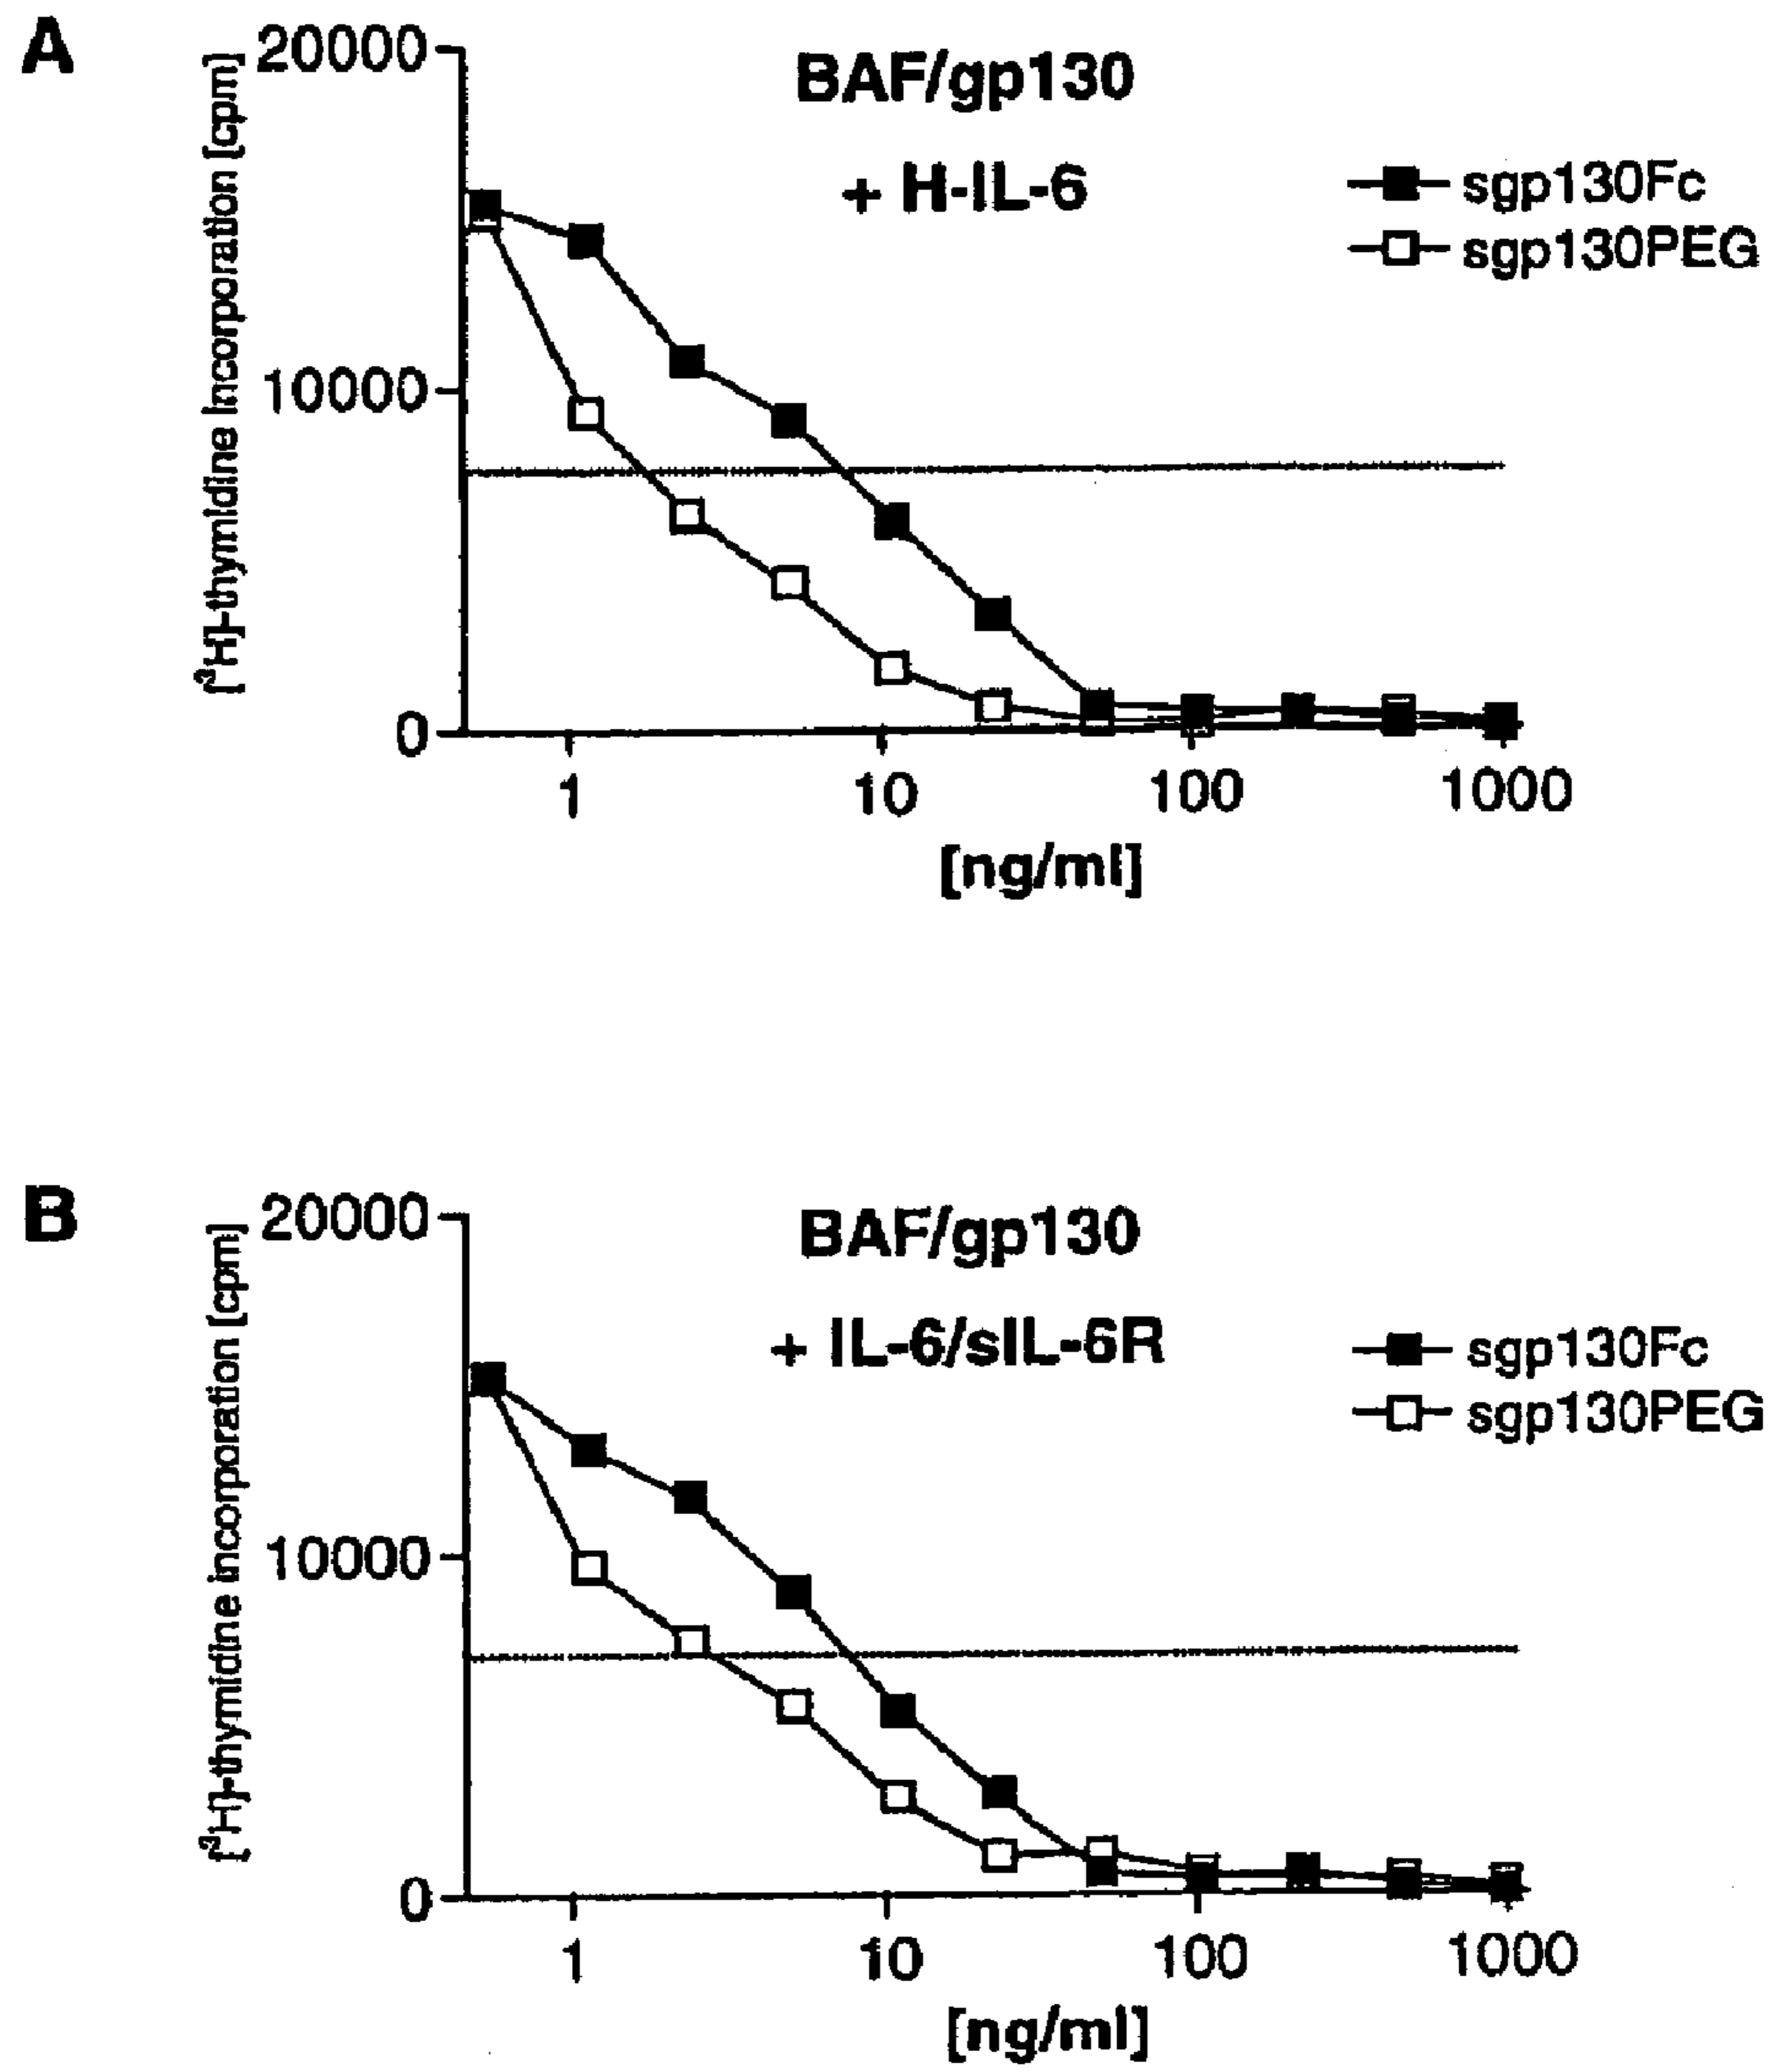 A
20000
BAF/gp130
+ H-IL-6
sgp130Fc
sgp130PEG
[³H]-thymidine incorporation [cpm]
10000
0
1 10 100 1000
[ng/ml]
B
20000
BAF/gp130
+ IL-6/sIL-6R
sgp130Fc
sgp130PEG
[³H]-thymidine incorporation [cpm]
10000
0
1 10 100 1000
[ng/ml]